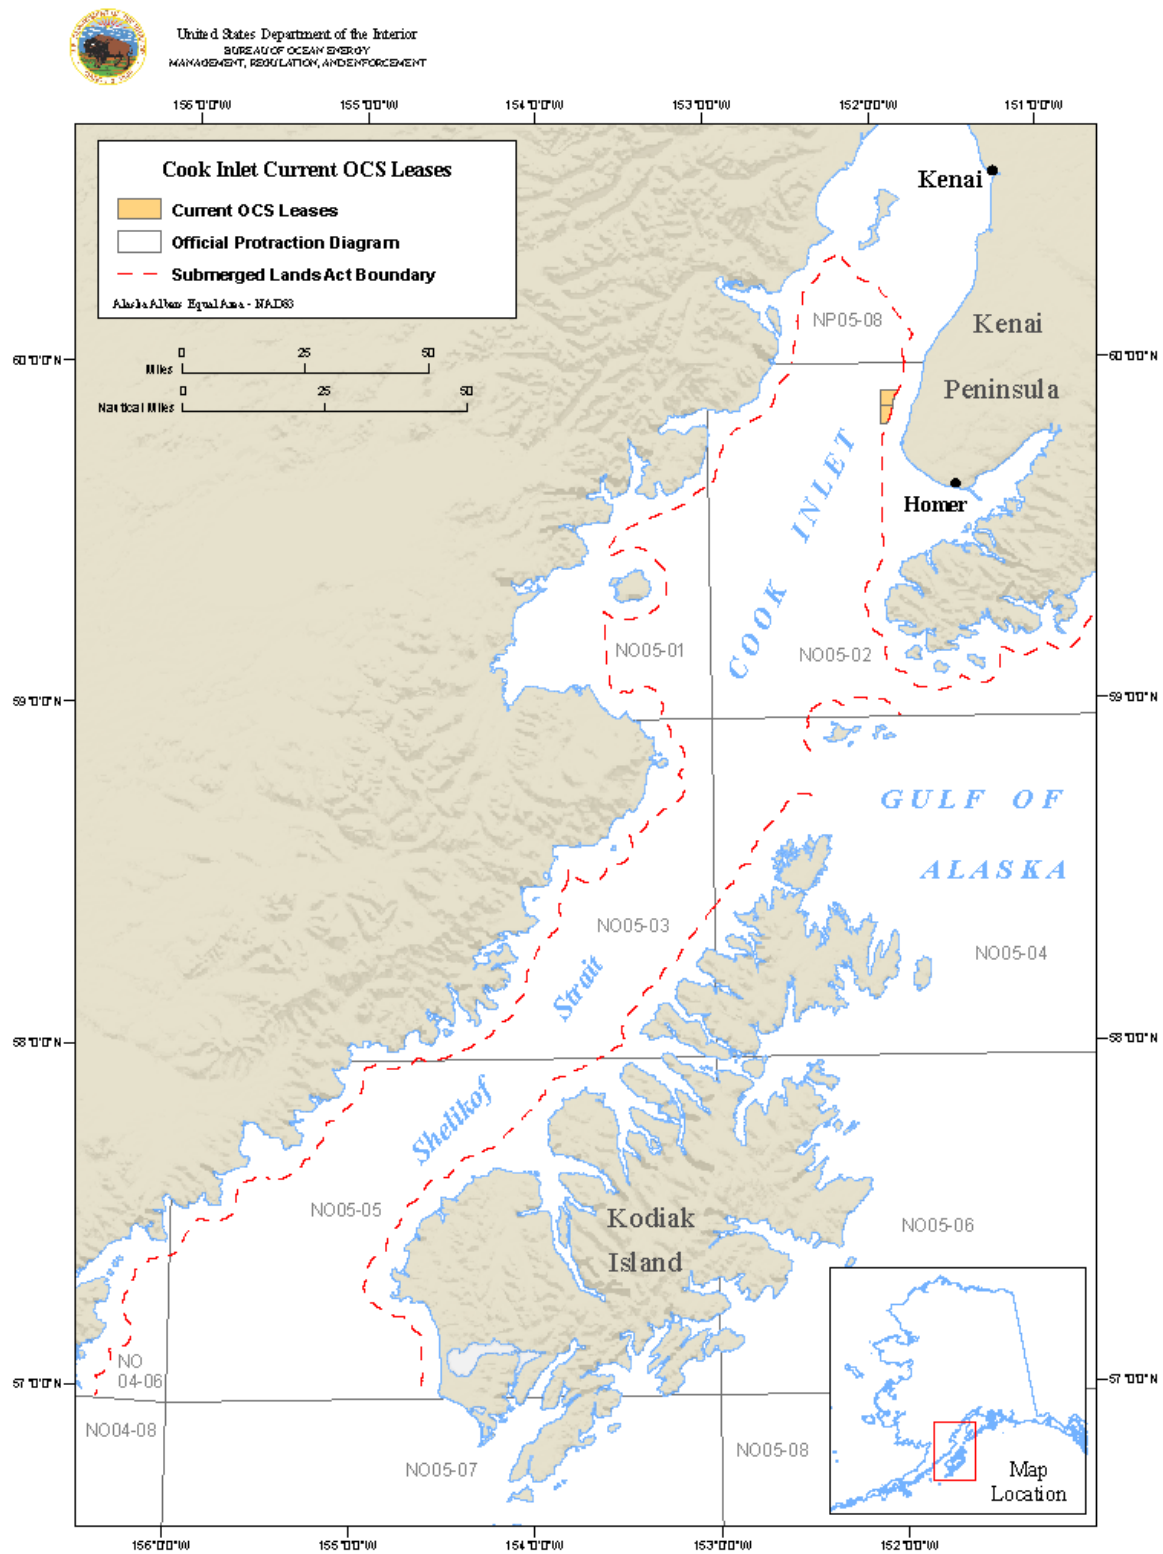 United States Department of the Interior
BUREAU OF OCEAN ENERGY
MANAGEMENT, REGULATION, AND ENFORCEMENT
156°0'0"W 155°0'0"W 154°0'0"W 153°0'0"W 152°0'0"W 151°0'0"W
Cook Inlet Current OCS Leases
Current OCS Leases
Official Protraction Diagram
Submerged Lands Act Boundary
Alaska Albers Equal Area - NAD83
0 25 50
Miles
0 25 50
Nautical Miles
Kenai
NP05-08
Kenai
Peninsula
60°0'0"N 60°0'0"N
COOK INLET
Homer
NO05-01
NO05-02
59°0'0"N 59°0'0"N
GULF OF
ALASKA
NO05-03
NO05-04
Shelikof Strait
58°0'0"N 58°0'0"N
NO05-05
Kodiak
Island
NO05-06
NO
04-06
57°0'0"N 57°0'0"N
NO04-08
NO05-07
NO05-08
Map
Location
156°0'0"W 155°0'0"W 154°0'0"W 153°0'0"W 152°0'0"W